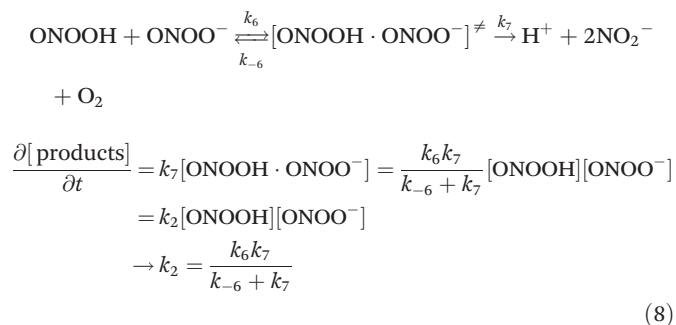 k₆ k₇
ONOOH + ONOO⁻ ⇌ [ONOOH · ONOO⁻]≠ → H⁺ + 2NO₂⁻
k₋₆
+ O₂
∂[products]/∂t = k₇[ONOOH · ONOO⁻] = k₆k₇/(k₋₆ + k₇) [ONOOH][ONOO⁻]
= k₂[ONOOH][ONOO⁻]
→ k₂ = k₆k₇/(k₋₆ + k₇)
(8)